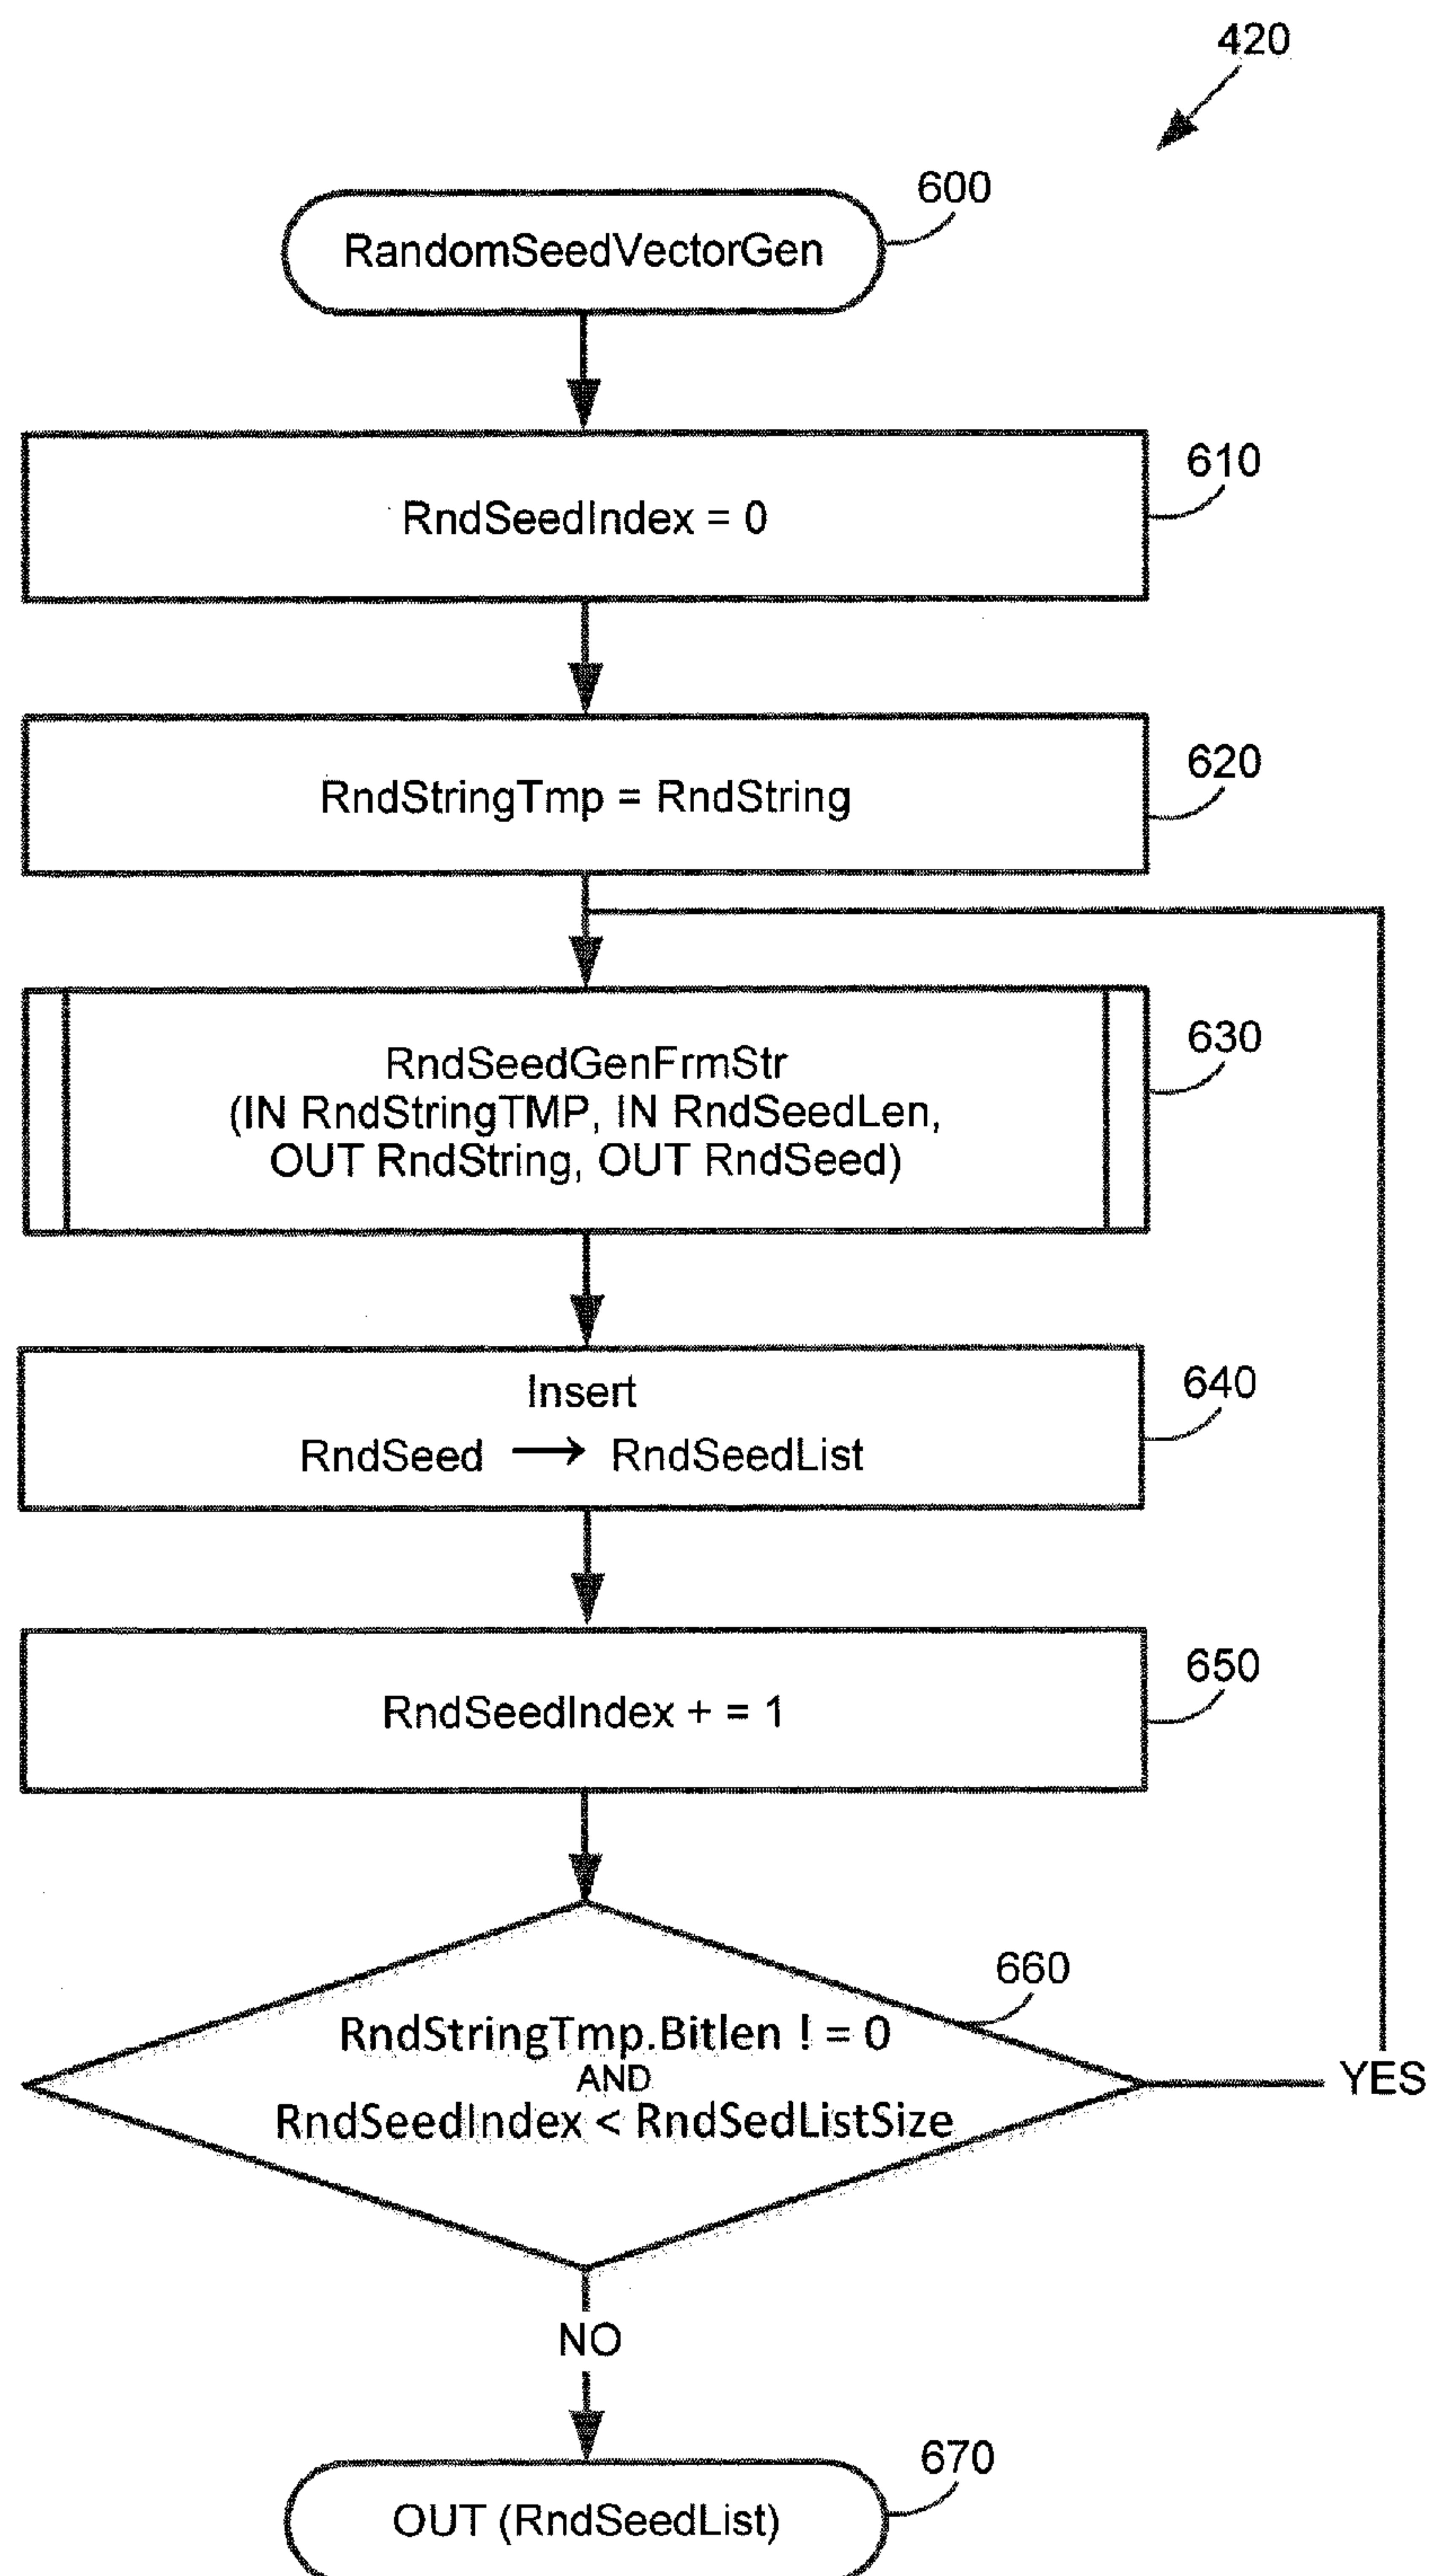 420
600
RandomSeedVectorGen
610
RndSeedIndex = 0
620
RndStringTmp = RndString
630
RndSeedGenFrmStr
(IN RndStringTMP, IN RndSeedLen,
OUT RndString, OUT RndSeed)
640
Insert
RndSeed → RndSeedList
650
RndSeedIndex + = 1
660
RndStringTmp.Bitlen ! = 0
AND
RndSeedIndex < RndSedListSize
YES
NO
670
OUT (RndSeedList)